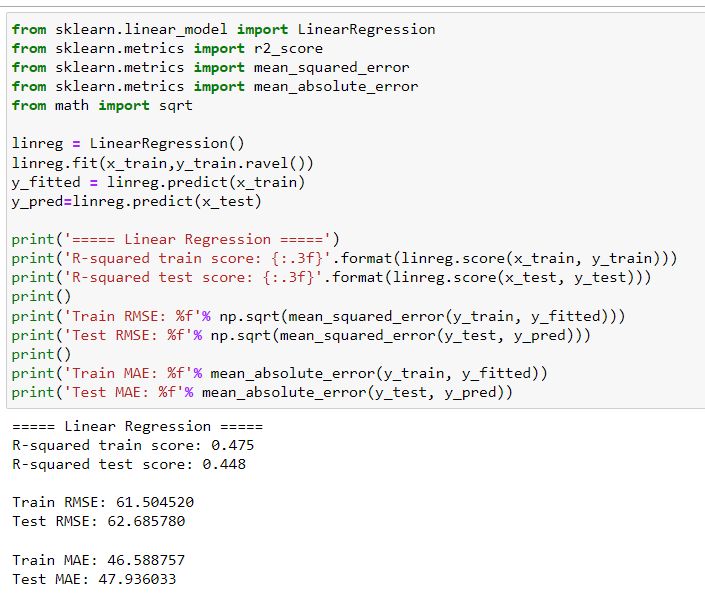 from sklearn.linear_model import LinearRegression
from sklearn.metrics import r2_score
from sklearn.metrics import mean_squared_error
from sklearn.metrics import mean_absolute_error
from math import sqrt
linreg = LinearRegression()
linreg.fit(x_train,y_train.ravel())
y_fitted = linreg.predict(x_train)
y_pred=linreg.predict(x_test)
print('===== Linear Regression =====')
print('R-squared train score: {:.3f}'.format(linreg.score(x_train, y_train)))
print('R-squared test score: {:.3f}'.format(linreg.score(x_test, y_test)))
print()
print('Train RMSE: %f'% np.sqrt(mean_squared_error(y_train, y_fitted)))
print('Test RMSE: %f'% np.sqrt(mean_squared_error(y_test, y_pred)))
print()
print('Train MAE: %f'% mean_absolute_error(y_train, y_fitted))
print('Test MAE: %f'% mean_absolute_error(y_test, y_pred))
===== Linear Regression =====
R-squared train score: 0.475
R-squared test score: 0.448
Train RMSE: 61.504520
Test RMSE: 62.685780
Train MAE: 46.588757
Test MAE: 47.936033